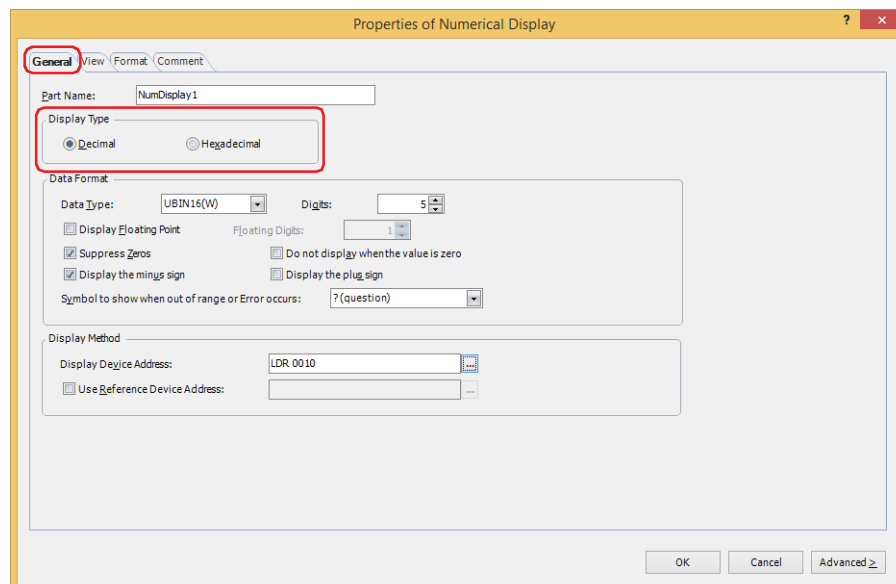 Properties of Numerical Display
? ×
General View Format Comment
Part Name: NumDisplay1
Display Type
Decimal Hexadecimal
Data Format
Data Type: UBIN16(W) Digits: 5
Display Floating Point Floating Digits: 1
Suppress Zeros Do not display when the value is zero
Display the minus sign Display the plus sign
Symbol to show when out of range or Error occurs: ? (question)
Display Method
Display Device Address: LDR 0010 ...
Use Reference Device Address: ...
OK Cancel Advanced >